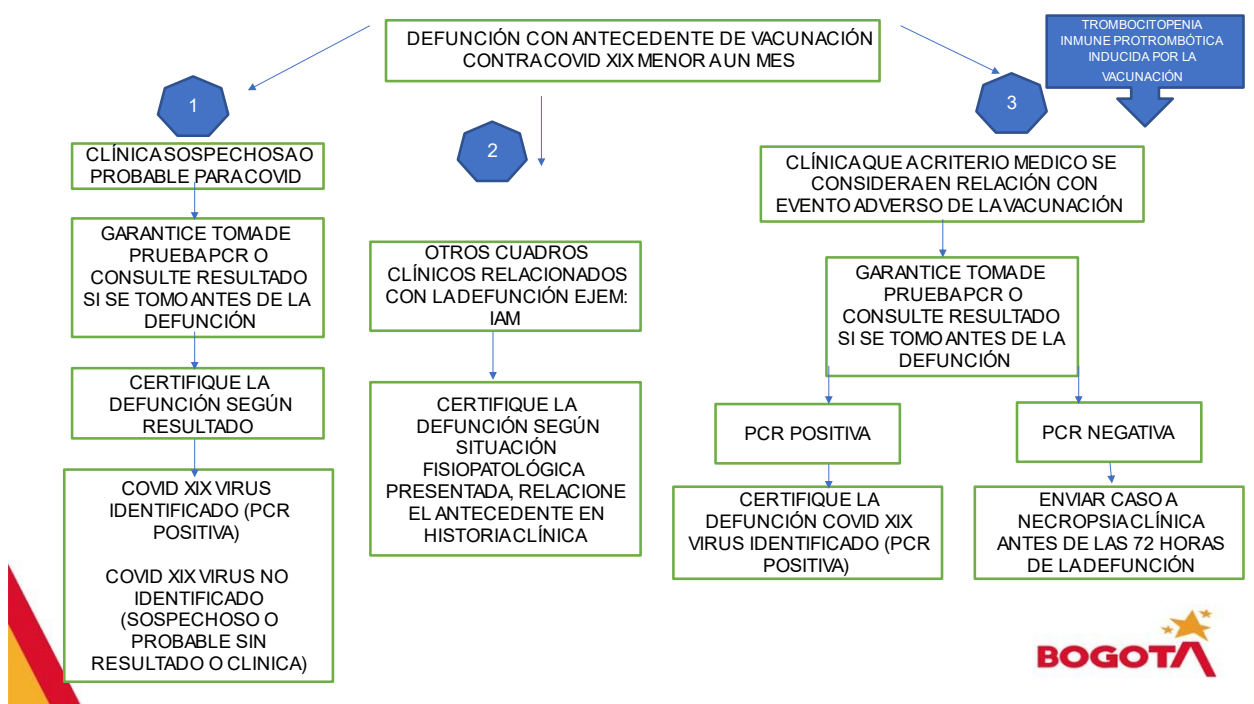 DEFUNCIÓN CON ANTECEDENTE DE VACUNACIÓN
CONTRA COVID XIX MENOR A UN MES
TROMBOCITOPENIA
INMUNE PROTROMBÓTICA
INDUCIDA POR LA
VACUNACIÓN
1
CLÍNICA SOSPECHOSA O
PROBABLE PARA COVID
GARANTICE TOMA DE
PRUEBA PCR O
CONSULTE RESULTADO
SI SE TOMO ANTES DE LA
DEFUNCIÓN
CERTIFIQUE LA
DEFUNCIÓN SEGÚN
RESULTADO
COVID XIX VIRUS
IDENTIFICADO (PCR
POSITIVA)
COVID XIX VIRUS NO
IDENTIFICADO
(SOSPECHOSO O
PROBABLE SIN
RESULTADO O CLINICA)
2
OTROS CUADROS
CLÍNICOS RELACIONADOS
CON LA DEFUNCIÓN EJEM:
IAM
CERTIFIQUE LA
DEFUNCIÓN SEGÚN
SITUACIÓN
FISIOPATOLÓGICA
PRESENTADA, RELACIONE
EL ANTECEDENTE EN
HISTORIA CLÍNICA
3
CLÍNICA QUE A CRITERIO MEDICO SE
CONSIDERA EN RELACIÓN CON
EVENTO ADVERSO DE LA VACUNACIÓN
GARANTICE TOMA DE
PRUEBA PCR O
CONSULTE RESULTADO
SI SE TOMO ANTES DE LA
DEFUNCIÓN
PCR POSITIVA
CERTIFIQUE LA
DEFUNCIÓN COVID XIX
VIRUS IDENTIFICADO (PCR
POSITIVA)
PCR NEGATIVA
ENVIAR CASO A
NECROPSIA CLÍNICA
ANTES DE LAS 72 HORAS
DE LA DEFUNCIÓN
BOGOTÁ